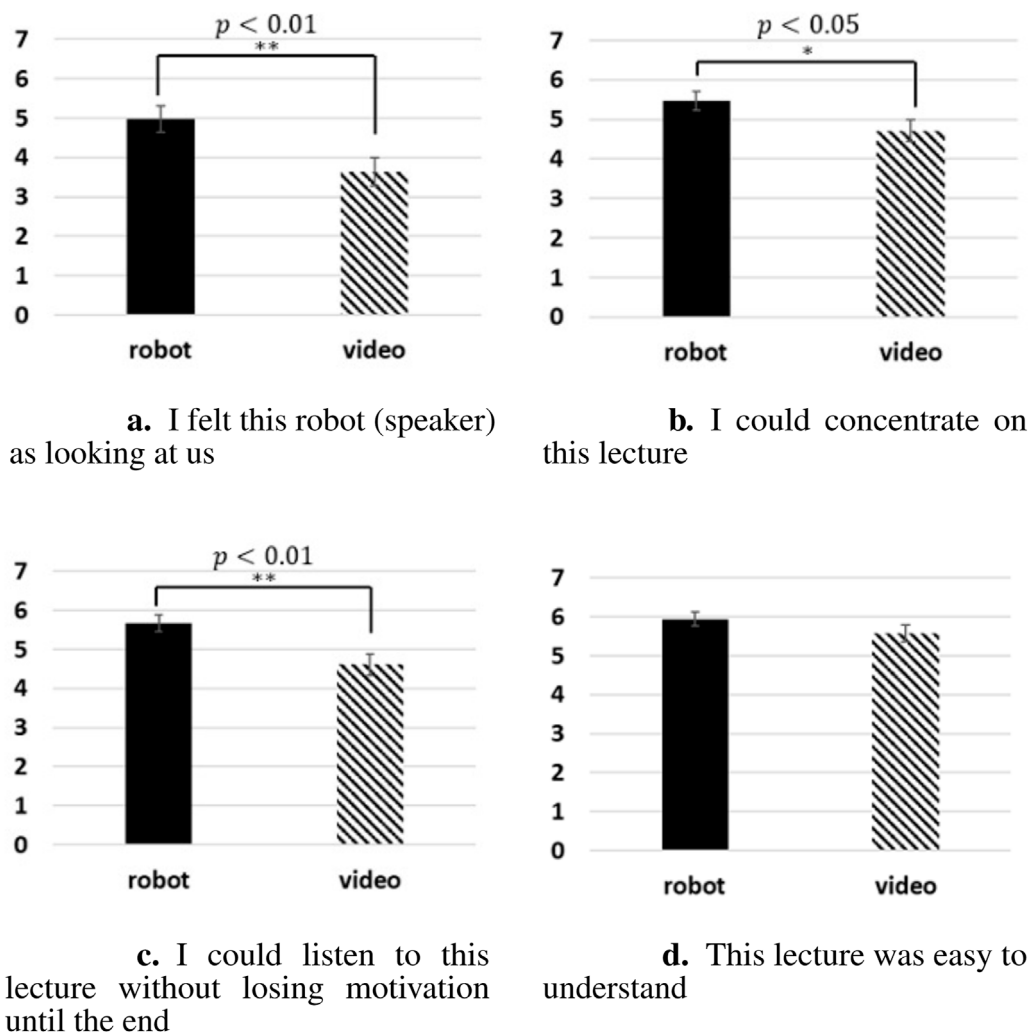 p < 0.01
**
7
6
5
4
3
2
1
0
robot video
a. I felt this robot (speaker)
as looking at us
p < 0.05
*
7
6
5
4
3
2
1
0
robot video
b. I could concentrate on
this lecture
p < 0.01
**
7
6
5
4
3
2
1
0
robot video
c. I could listen to this
lecture without losing motivation
until the end
7
6
5
4
3
2
1
0
robot video
d. This lecture was easy to
understand